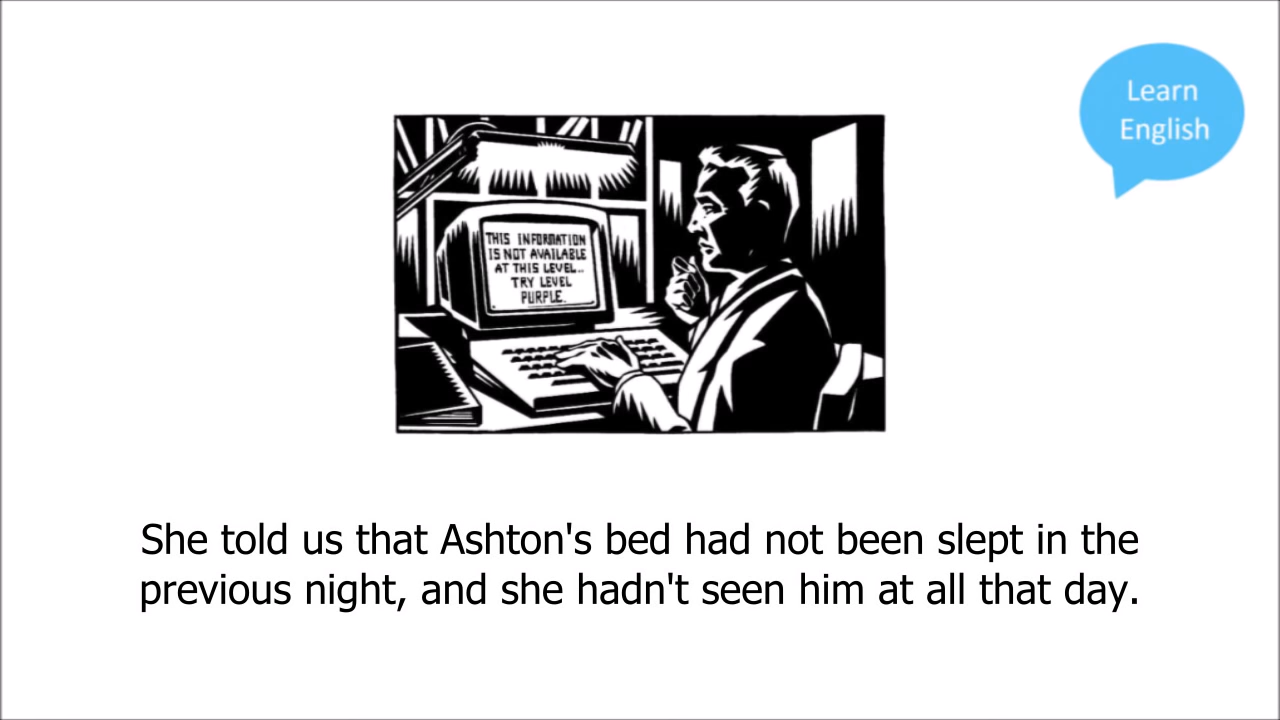 Learn
English
THIS INFORMATION
IS NOT AVAILABLE
AT THIS LEVEL..
TRY LEVEL
PURPLE.
She told us that Ashton's bed had not been slept in the
previous night, and she hadn't seen him at all that day.